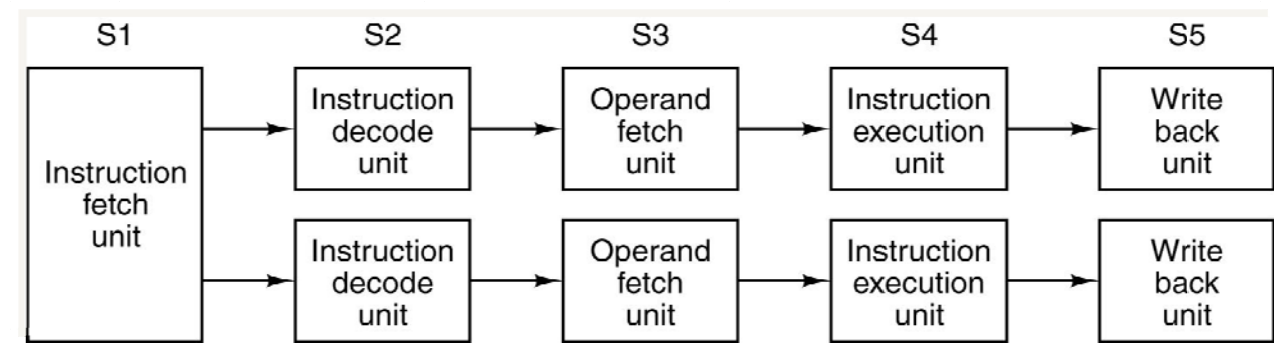 S1
S2
S3
S4
S5
Instruction
fetch
unit
Instruction
decode
unit
Operand
fetch
unit
Instruction
execution
unit
Write
back
unit
Instruction
decode
unit
Operand
fetch
unit
Instruction
execution
unit
Write
back
unit